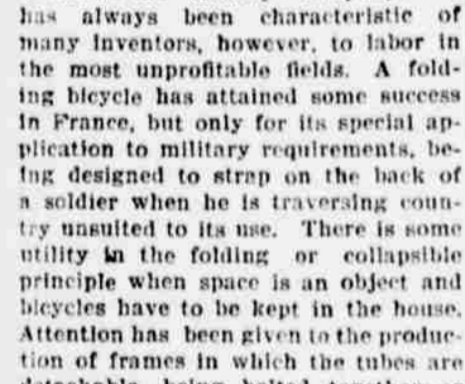 has always been characteristic of
many inventors, however, to labor in
the most unprofitable fields. A fold-
ing bicycle has attained some success
in France, but only for its special ap-
plication to military requirements, be-
ing designed to strap on the back of
a soldier when he is traversing coun-
try unsuited to its use. There is some
utility in the folding or collapsible
principle when space is an object and
bicycles have to be kept in the house.
Attention has been given to the produc-
tion of frames in which the tubes are
detachable, being bolted together